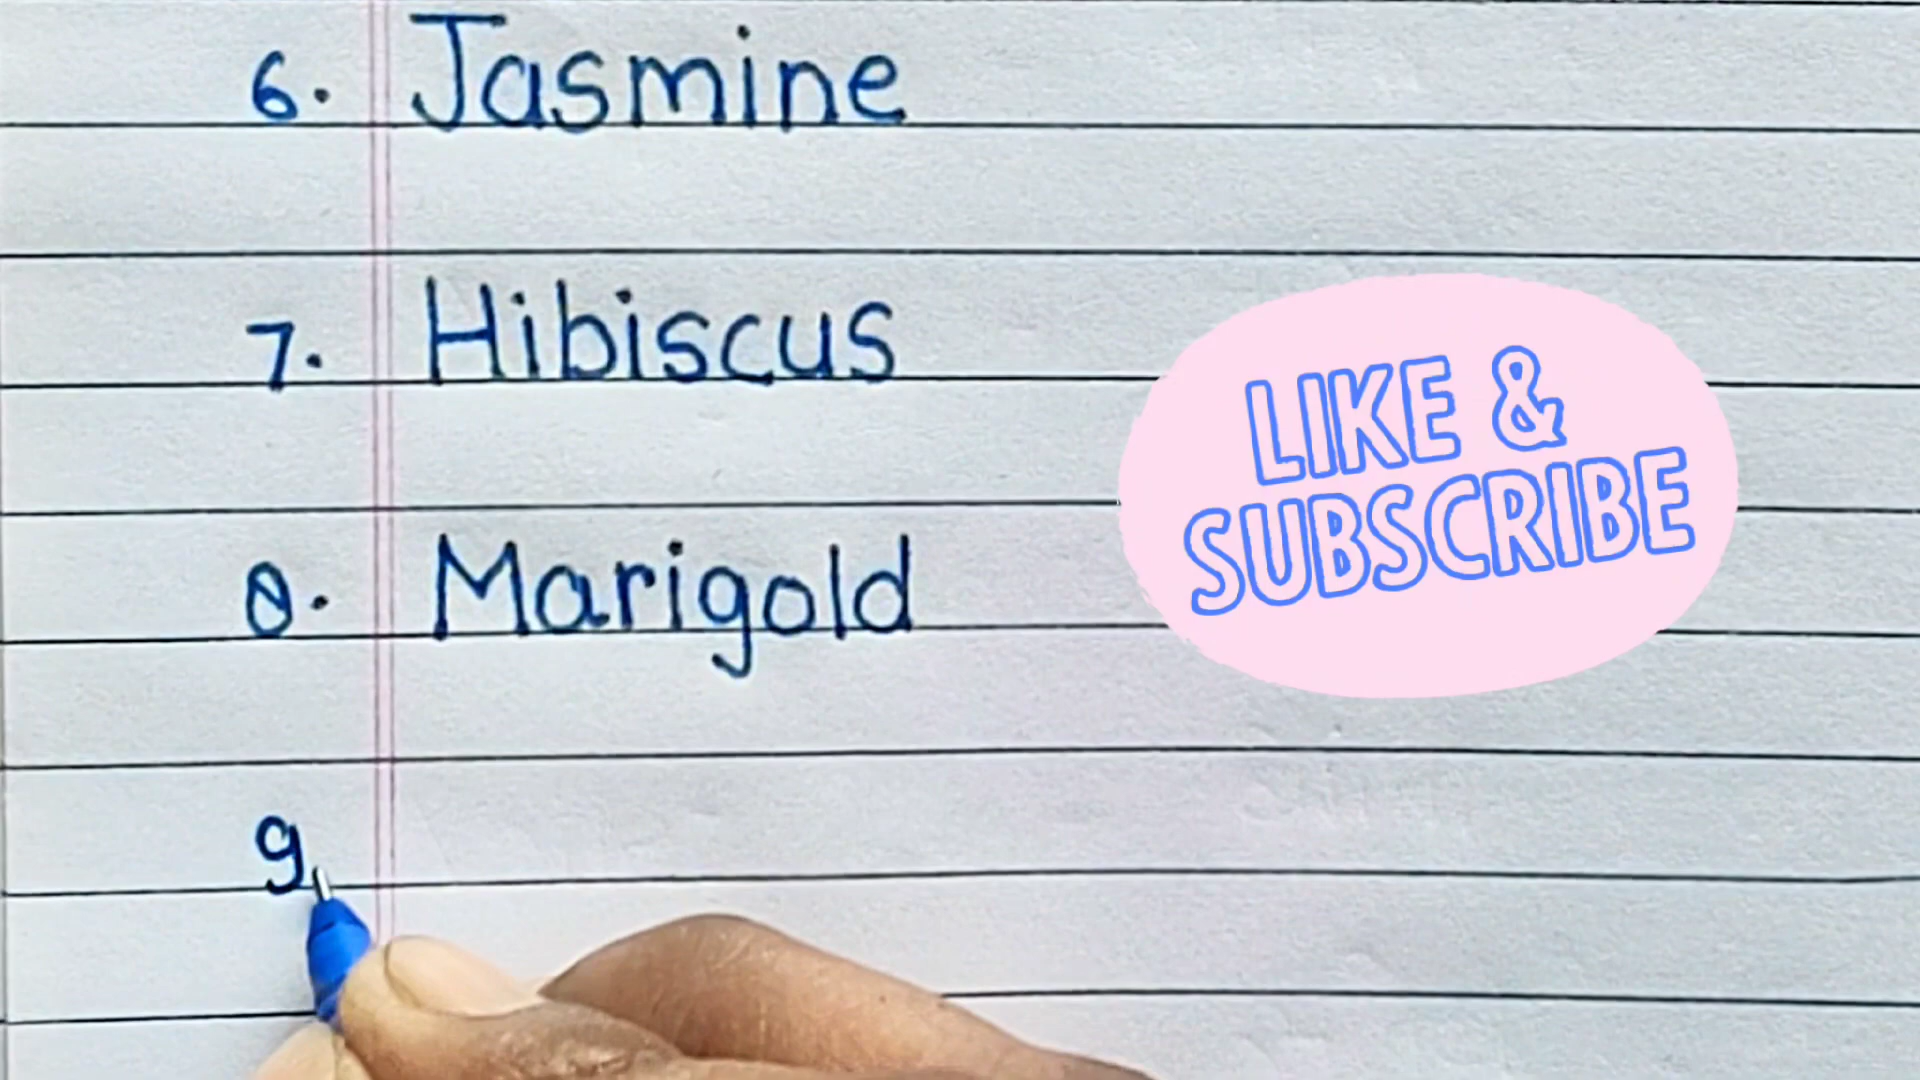 6. Jasmine
7. Hibiscus
8. Marigold
9
LIKE &
SUBSCRIBE